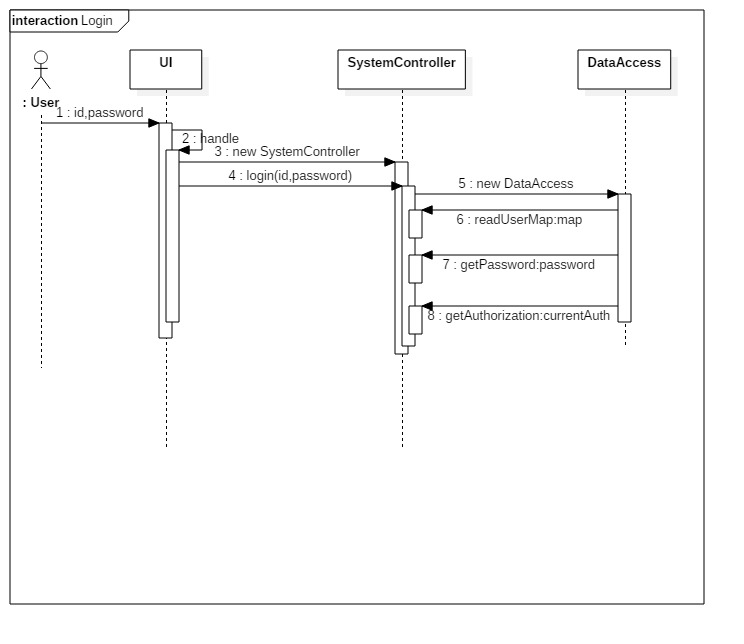 interaction Login
UI
SystemController
DataAccess
: User
1 : id,password
2 : handle
3 : new SystemController
4 : login(id,password)
5 : new DataAccess
6 : readUserMap:map
7 : getPassword:password
8 : getAuthorization:currentAuth